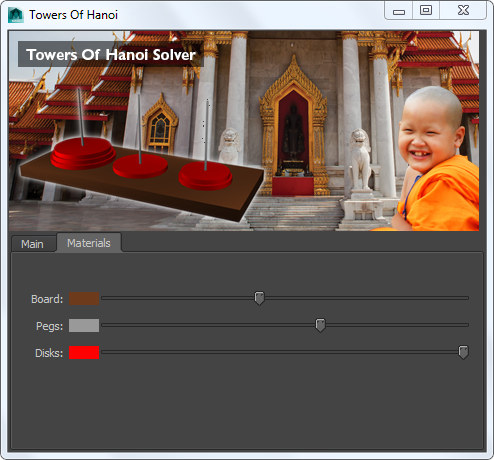 Towers Of Hanoi
Towers Of Hanoi Solver
Main
Materials
Board:
Pegs:
Disks: